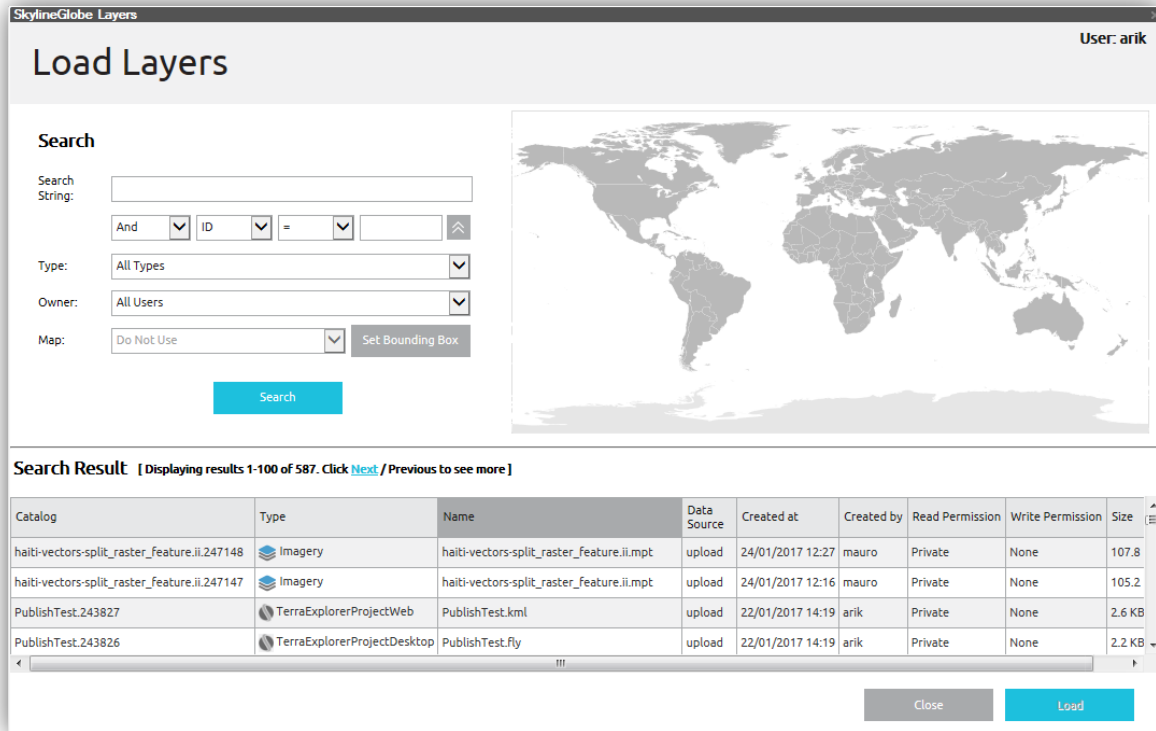 SkylineGlobe Layers
User: arik
Load Layers
Search
Search
String:
And ID =
Type: All Types
Owner: All Users
Map: Do Not Use Set Bounding Box
Search
Search Result [ Displaying results 1-100 of 587. Click Next / Previous to see more ]
Catalog Type Name Data Source Created at Created by Read Permission Write Permission Size
haiti-vectors-split_raster_feature.ii.247148 Imagery haiti-vectors-split_raster_feature.ii.mpt upload 24/01/2017 12:27 mauro Private None 107.8
haiti-vectors-split_raster_feature.ii.247147 Imagery haiti-vectors-split_raster_feature.ii.mpt upload 24/01/2017 12:16 mauro Private None 105.2
PublishTest.243827 TerraExplorerProjectWeb PublishTest.kml upload 22/01/2017 14:19 arik Private None 2.6 KB
PublishTest.243826 TerraExplorerProjectDesktop PublishTest.fly upload 22/01/2017 14:19 arik Private None 2.2 KB
Close Load